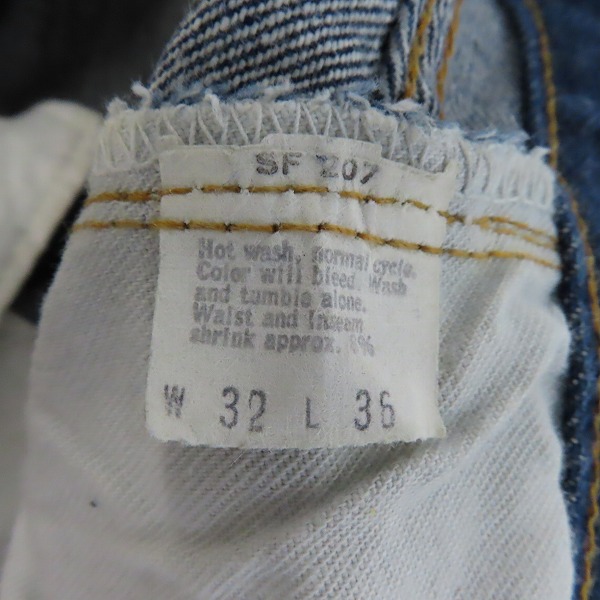 SF 207
Hot wash, normal cycle.
Color will bleed. Wash
and tumble alone.
Waist and Inseam
shrink approx. 8%
W 32 L 36